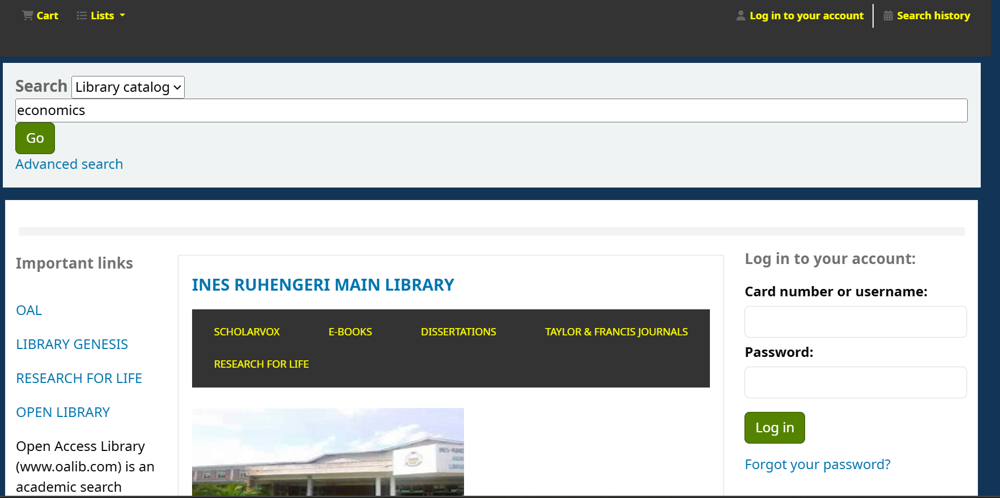 Cart
Lists
Log in to your account
Search history
Search
Library catalog
economics
Go
Advanced search
Important links
OAL
LIBRARY GENESIS
RESEARCH FOR LIFE
OPEN LIBRARY
Open Access Library
(www.oalib.com) is an
academic search
INES RUHENGERI MAIN LIBRARY
SCHOLARVOX
E-BOOKS
DISSERTATIONS
TAYLOR & FRANCIS JOURNALS
RESEARCH FOR LIFE
Log in to your account:
Card number or username:
Password:
Log in
Forgot your password?